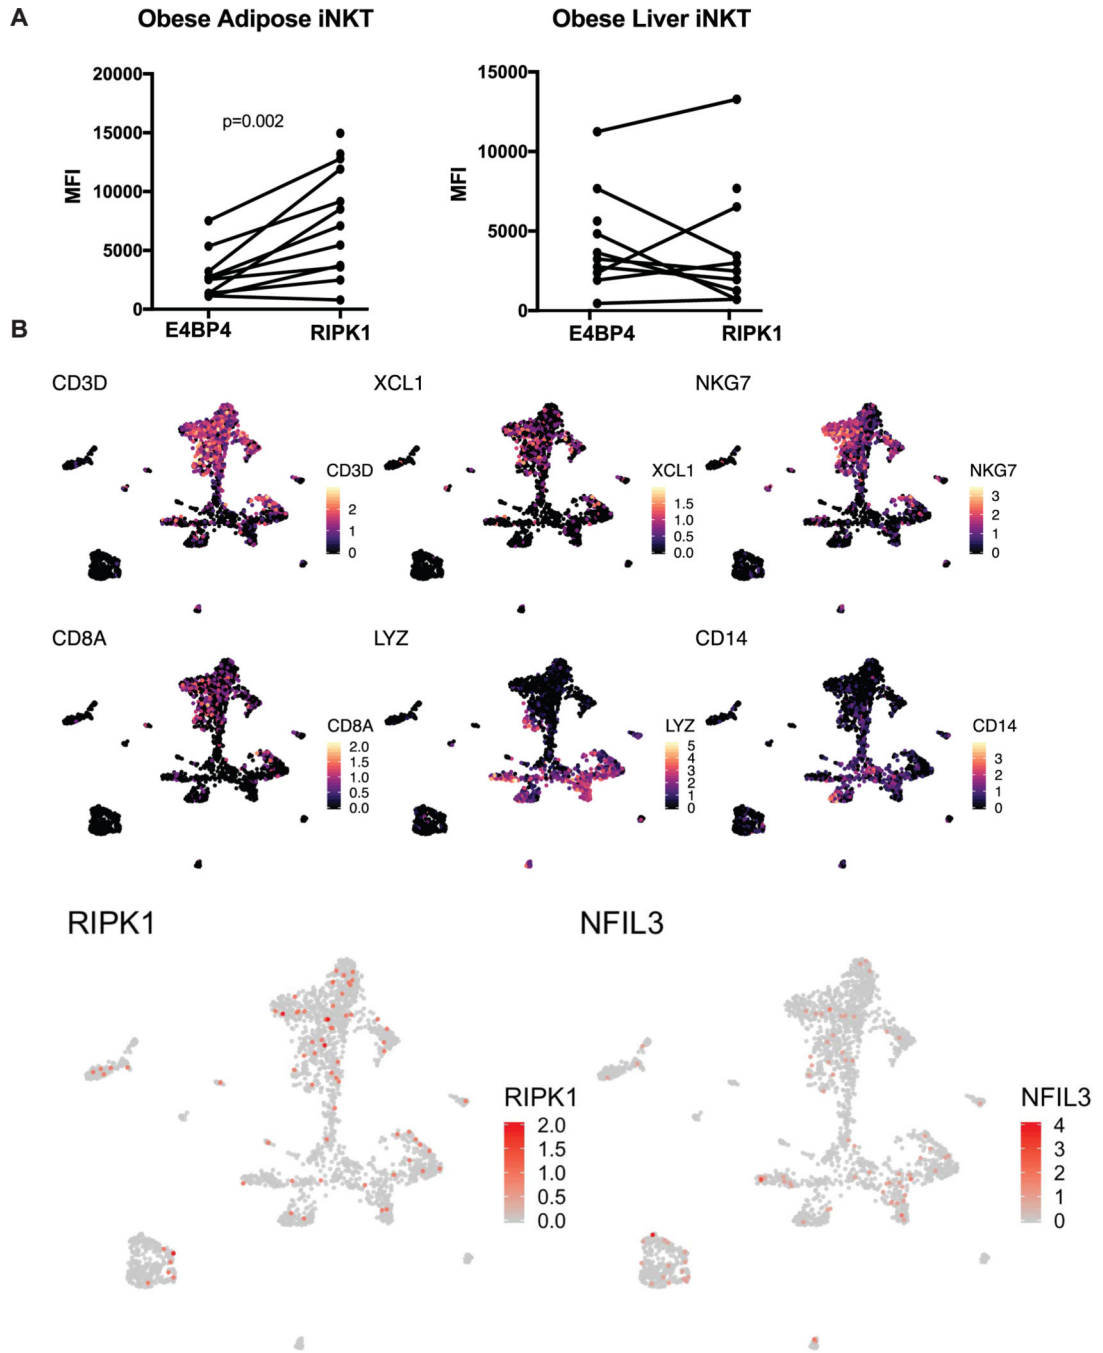 A
Obese Adipose iNKT
Obese Liver iNKT
20000
15000
10000
5000
0
MFI
p=0.002
E4BP4
RIPK1
15000
10000
5000
0
MFI
E4BP4
RIPK1
B
CD3D
XCL1
NKG7
CD3D
2
1
0
XCL1
1.5
1.0
0.5
0.0
NKG7
3
2
1
0
CD8A
LYZ
CD14
CD8A
2.0
1.5
1.0
0.5
0.0
LYZ
5
4
3
2
1
0
CD14
3
2
1
0
RIPK1
NFIL3
RIPK1
2.0
1.5
1.0
0.5
0.0
NFIL3
4
3
2
1
0